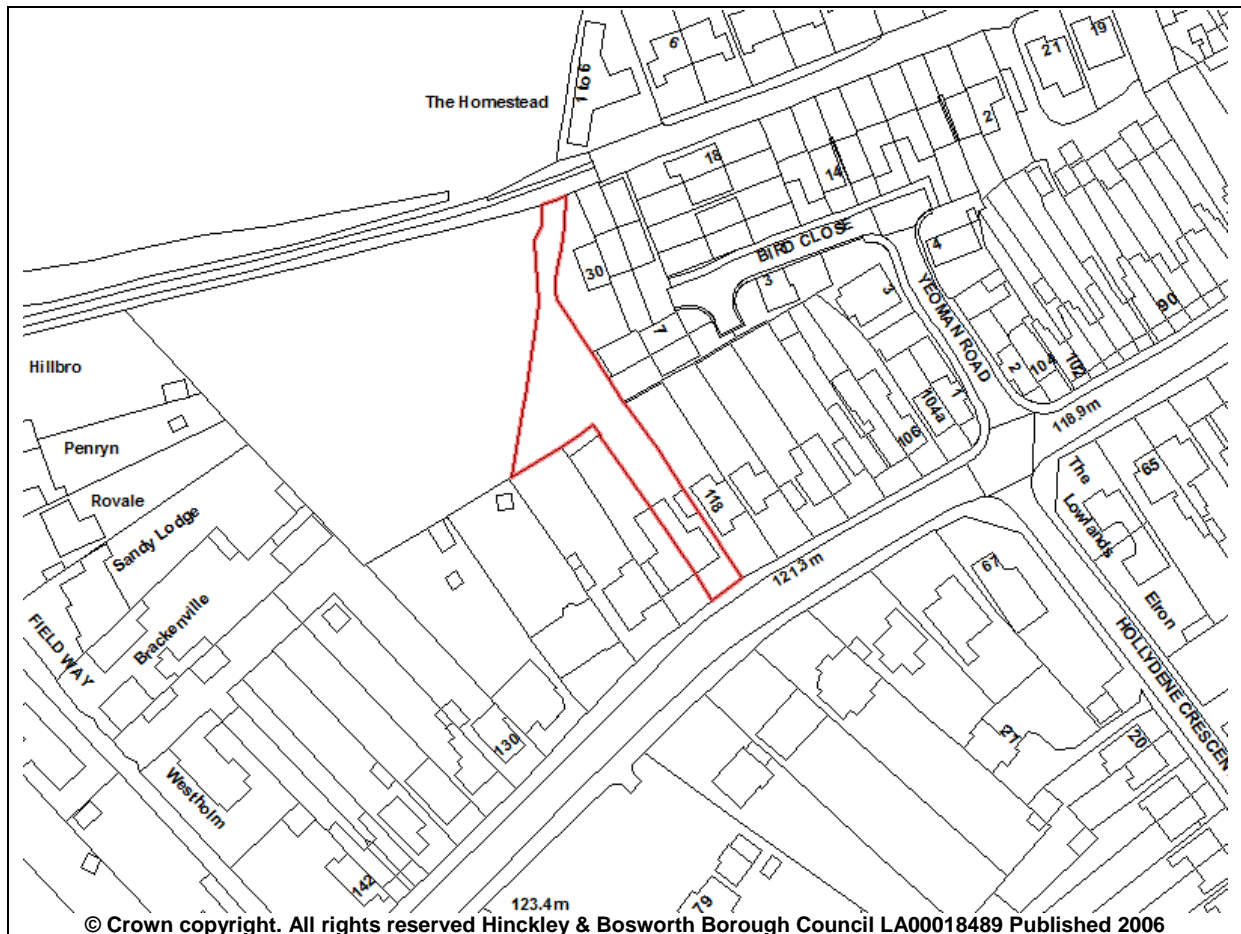 6
21
19
1 to 6
The Homestead
2
18
14
BIRD CLOSE
4
30
3
3
YEOMAN ROAD
90
7
Hillbro
2
104
102
1
104a
118.9m
106
Penryn
The Lowlands
65
Rovale
118
Sandy Lodge
121.3m
67
Elron
Brackenville
FIELD WAY
HOLLYDENE CRESCENT
130
21
20
Westholm
142
123.4m
79
© Crown copyright. All rights reserved Hinckley & Bosworth Borough Council LA00018489 Published 2006